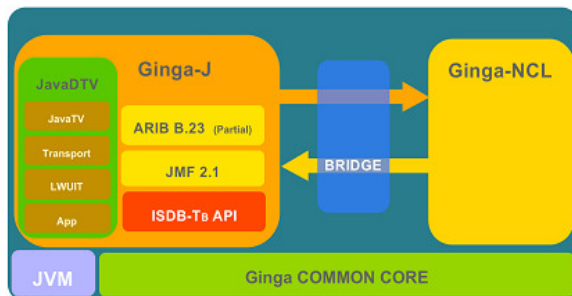 Ginga-J
JavaDTV
JavaTV
Transport
LWUIT
App
ARIB B.23 (Partial)
JMF 2.1
ISDB-TB API
BRIDGE
Ginga-NCL
JVM
Ginga COMMON CORE